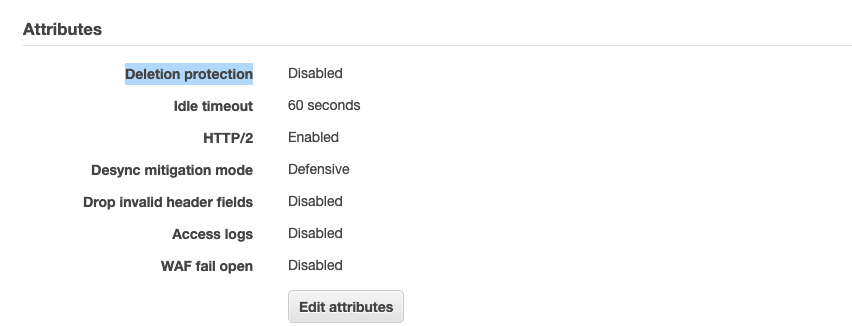 Attributes
Deletion protection Disabled
Idle timeout 60 seconds
HTTP/2 Enabled
Desync mitigation mode Defensive
Drop invalid header fields Disabled
Access logs Disabled
WAF fail open Disabled
Edit attributes